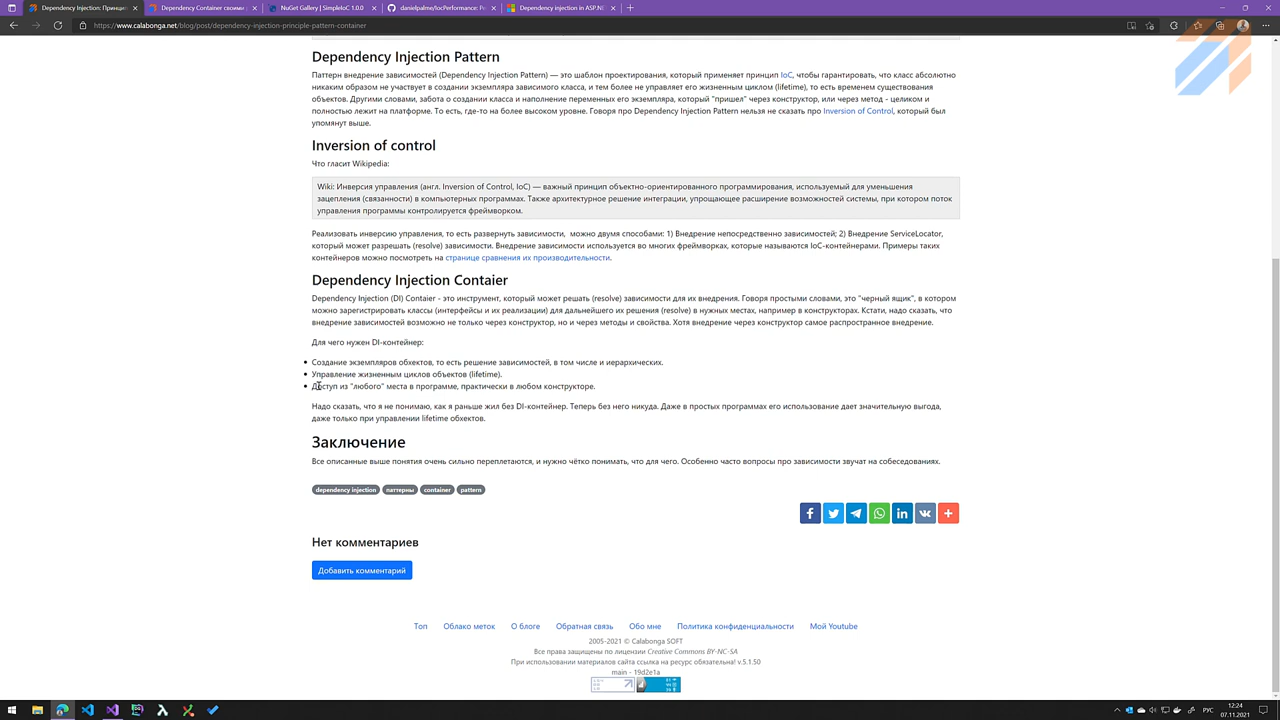 Dependency Injection: Принци
Dependency Container своими
NuGet Gallery | SimpleIoC 1.0.0
danielpalme/IocPerformance: Pe
Dependency injection in ASP.NE
https://www.calabonga.net/blog/post/dependency-injection-principle-pattern-container
Dependency Injection Pattern
Паттерн внедрение зависимостей (Dependency Injection Pattern) — это шаблон проектирования, который применяет принцип IoC, чтобы гарантировать, что класс абсолютно
никаким образом не участвует в создании экземпляра зависимого класса, и тем более не управляет его жизненным циклом (lifetime), то есть временем существования
объектов. Другими словами, забота о создании класса и наполнение переменных его экземпляра, который "пришел" через конструктор, или через метод - целиком и
полностью лежит на платформе. То есть, где-то на более высоком уровне. Говоря про Dependency Injection Pattern нельзя не сказать про Inversion of Control, который был
упомянут выше.
Inversion of control
Что гласит Wikipedia:
Wiki: Инверсия управления (англ. Inversion of Control, IoC) — важный принцип объектно-ориентированного программирования, используемый для уменьшения
зацепления (связанности) в компьютерных программах. Также архитектурное решение интеграции, упрощающее расширение возможностей системы, при котором поток
управления программы контролируется фреймворком.
Реализовать инверсию управления, то есть развернуть зависимости, можно двумя способами: 1) Внедрение непосредственно зависимостей; 2) Внедрение ServiceLocator,
который может разрешать (resolve) зависимости. Внедрение зависимости используется во многих фреймворках, которые называются IoC-контейнерами. Примеры таких
контейнеров можно посмотреть на странице сравнения их производительности.
Dependency Injection Contaier
Dependency Injection (DI) Contaier - это инструмент, который может решать (resolve) зависимости для их внедрения. Говоря простыми словами, это "черный ящик", в котором
можно зарегистрировать классы (интерфейсы и их реализации) для дальнейшего их решения (resolve) в нужных местах, например в конструкторах. Кстати, надо сказать, что
внедрение зависимостей возможно не только через конструктор, но и через методы и свойства. Хотя внедрение через конструктор самое распространное внедрение.
Для чего нужен DI-контейнер:
Создание экземпляров обхектов, то есть решение зависимостей, в том числе и иерархических.
Управление жизненным циклов объектов (lifetime).
Доступ из "любого" места в программе, практически в любом конструкторе.
Надо сказать, что я не понимаю, как я раньше жил без DI-контейнер. Теперь без него никуда. Даже в простых программах его использование дает значительную выгода,
даже только при управлении lifetime обхектов.
Заключение
Все описанные выше понятия очень сильно переплетаются, и нужно чётко понимать, что для чего. Особенно часто вопросы про зависимости звучат на собеседованиях.
dependency injection паттерны container pattern
Нет комментариев
Добавить комментарий
Топ Облако меток О блоге Обратная связь Обо мне Политика конфиденциальности Мой Youtube
2005-2021 © Calabonga SOFT
Все права защищены по лицензии Creative Commons BY-NC-SA
При использовании материалов сайта ссылка на ресурс обязательна! v.5.1.50
main - 19d2e1a
РУС
12:24
07.11.2021